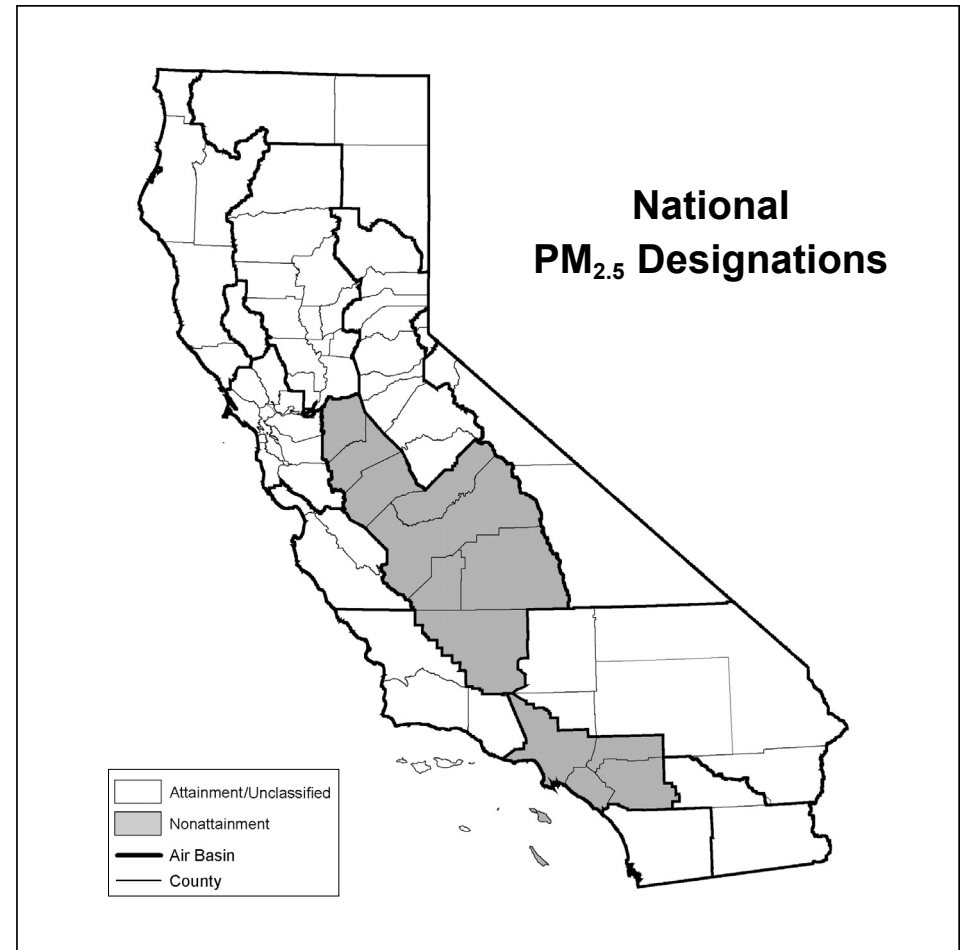 National
PM2.5 Designations
Attainment/Unclassified
Nonattainment
Air Basin
County